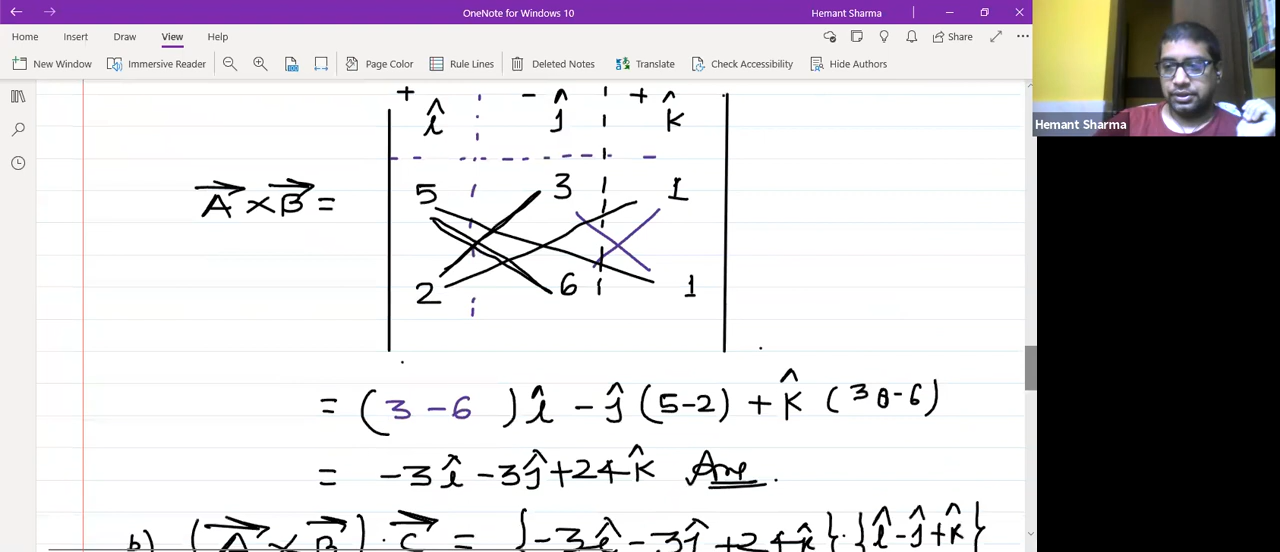 OneNote for Windows 10
Hemant Sharma
Home Insert Draw View Help
Share
New Window Immersive Reader Page Color Rule Lines Deleted Notes Translate Check Accessibility Hide Authors
Hemant Sharma
+ î - ĵ + k̂
5 3 1
A⃗ × B⃗ =
2 6 1
= (3 - 6) î - ĵ (5-2) + k̂ (30-6)
= -3î - 3ĵ + 24k̂ Ans.
b) (A⃗ × B⃗) · C⃗ = {-3î - 3ĵ + 24k̂} · {î - ĵ + k̂}